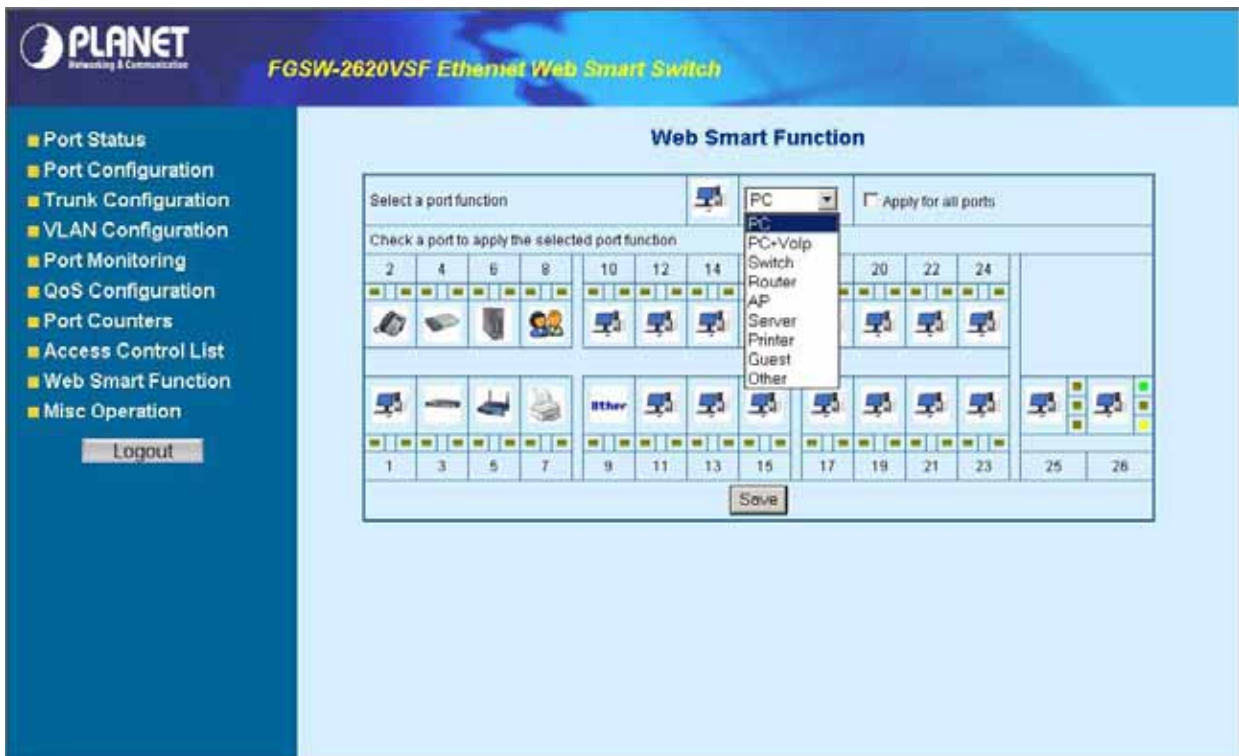 PLANET
Networking & Communication
FGSW-2620VSF Ethernet Web Smart Switch
Port Status
Port Configuration
Trunk Configuration
VLAN Configuration
Port Monitoring
QoS Configuration
Port Counters
Access Control List
Web Smart Function
Misc Operation
Logout
Web Smart Function
Select a port function
PC
Apply for all ports
PC
PC+VoIp
Switch
Router
AP
Server
Printer
Guest
Other
Check a port to apply the selected port function
2 4 6 8 10 12 14 20 22 24
Other
1 3 5 7 9 11 13 15 17 19 21 23 25 26
Save